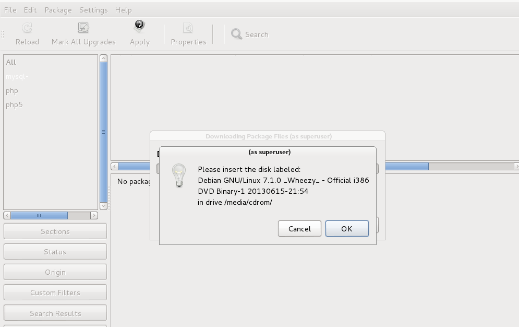 File Edit Package Settings Help
Reload Mark All Upgrades Apply Properties Search
All
php
php5
Downloading Package Files (as superuser)
(as superuser)
Please insert the disk labeled:
Debian GNU/Linux 7.1.0 _Wheezy_ - Official i386
DVD Binary-1 20130615-21:54
in drive /media/cdrom/
No packag
Cancel OK
Sections
Status
Origin
Custom Filters
Search Results